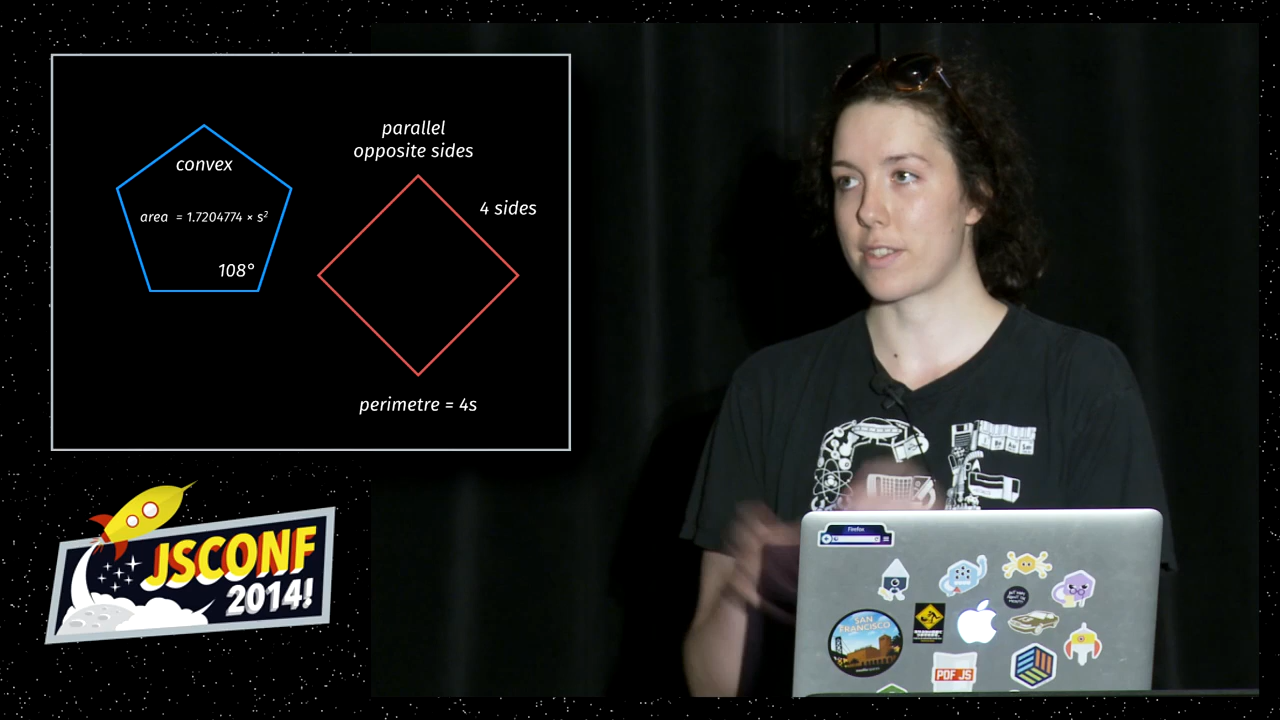 convex
area = 1.7204774 × s²
108°
parallel
opposite sides
4 sides
perimetre = 4s
JSCONF
2014!
Firefox
SAN
FRANCISCO
PDF JS